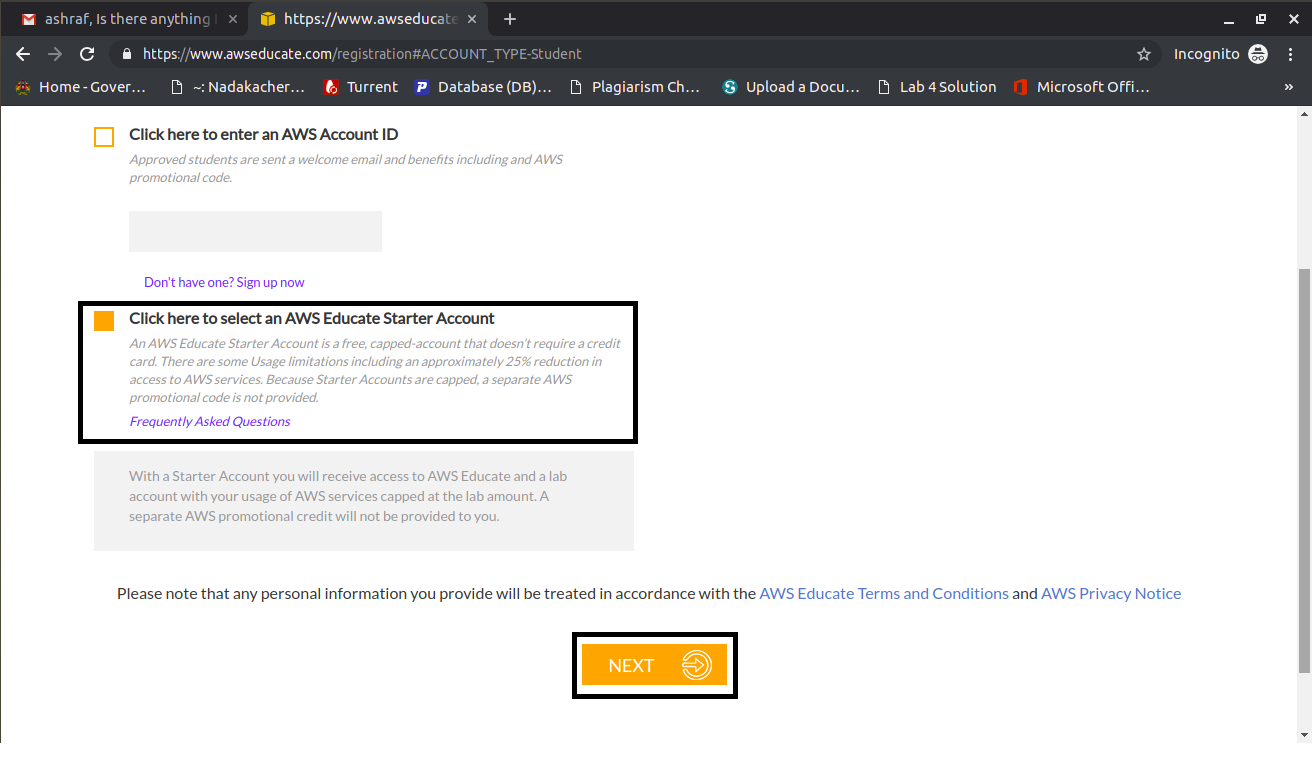 ashraf, Is there anything
https://www.awseducate
https://www.awseducate.com/registration#ACCOUNT_TYPE-Student
Incognito
Home - Gover...
~: Nadakacher...
Turrent
Database (DB)...
Plagiarism Ch...
Upload a Docu...
Lab 4 Solution
Microsoft Offi...
»
Click here to enter an AWS Account ID
Approved students are sent a welcome email and benefits including and AWS
promotional code.
Don't have one? Sign up now
Click here to select an AWS Educate Starter Account
An AWS Educate Starter Account is a free, capped-account that doesn't require a credit
card. There are some Usage limitations including an approximately 25% reduction in
access to AWS services. Because Starter Accounts are capped, a separate AWS
promotional code is not provided.
Frequently Asked Questions
With a Starter Account you will receive access to AWS Educate and a lab
account with your usage of AWS services capped at the lab amount. A
separate AWS promotional credit will not be provided to you.
Please note that any personal information you provide will be treated in accordance with the AWS Educate Terms and Conditions and AWS Privacy Notice
NEXT